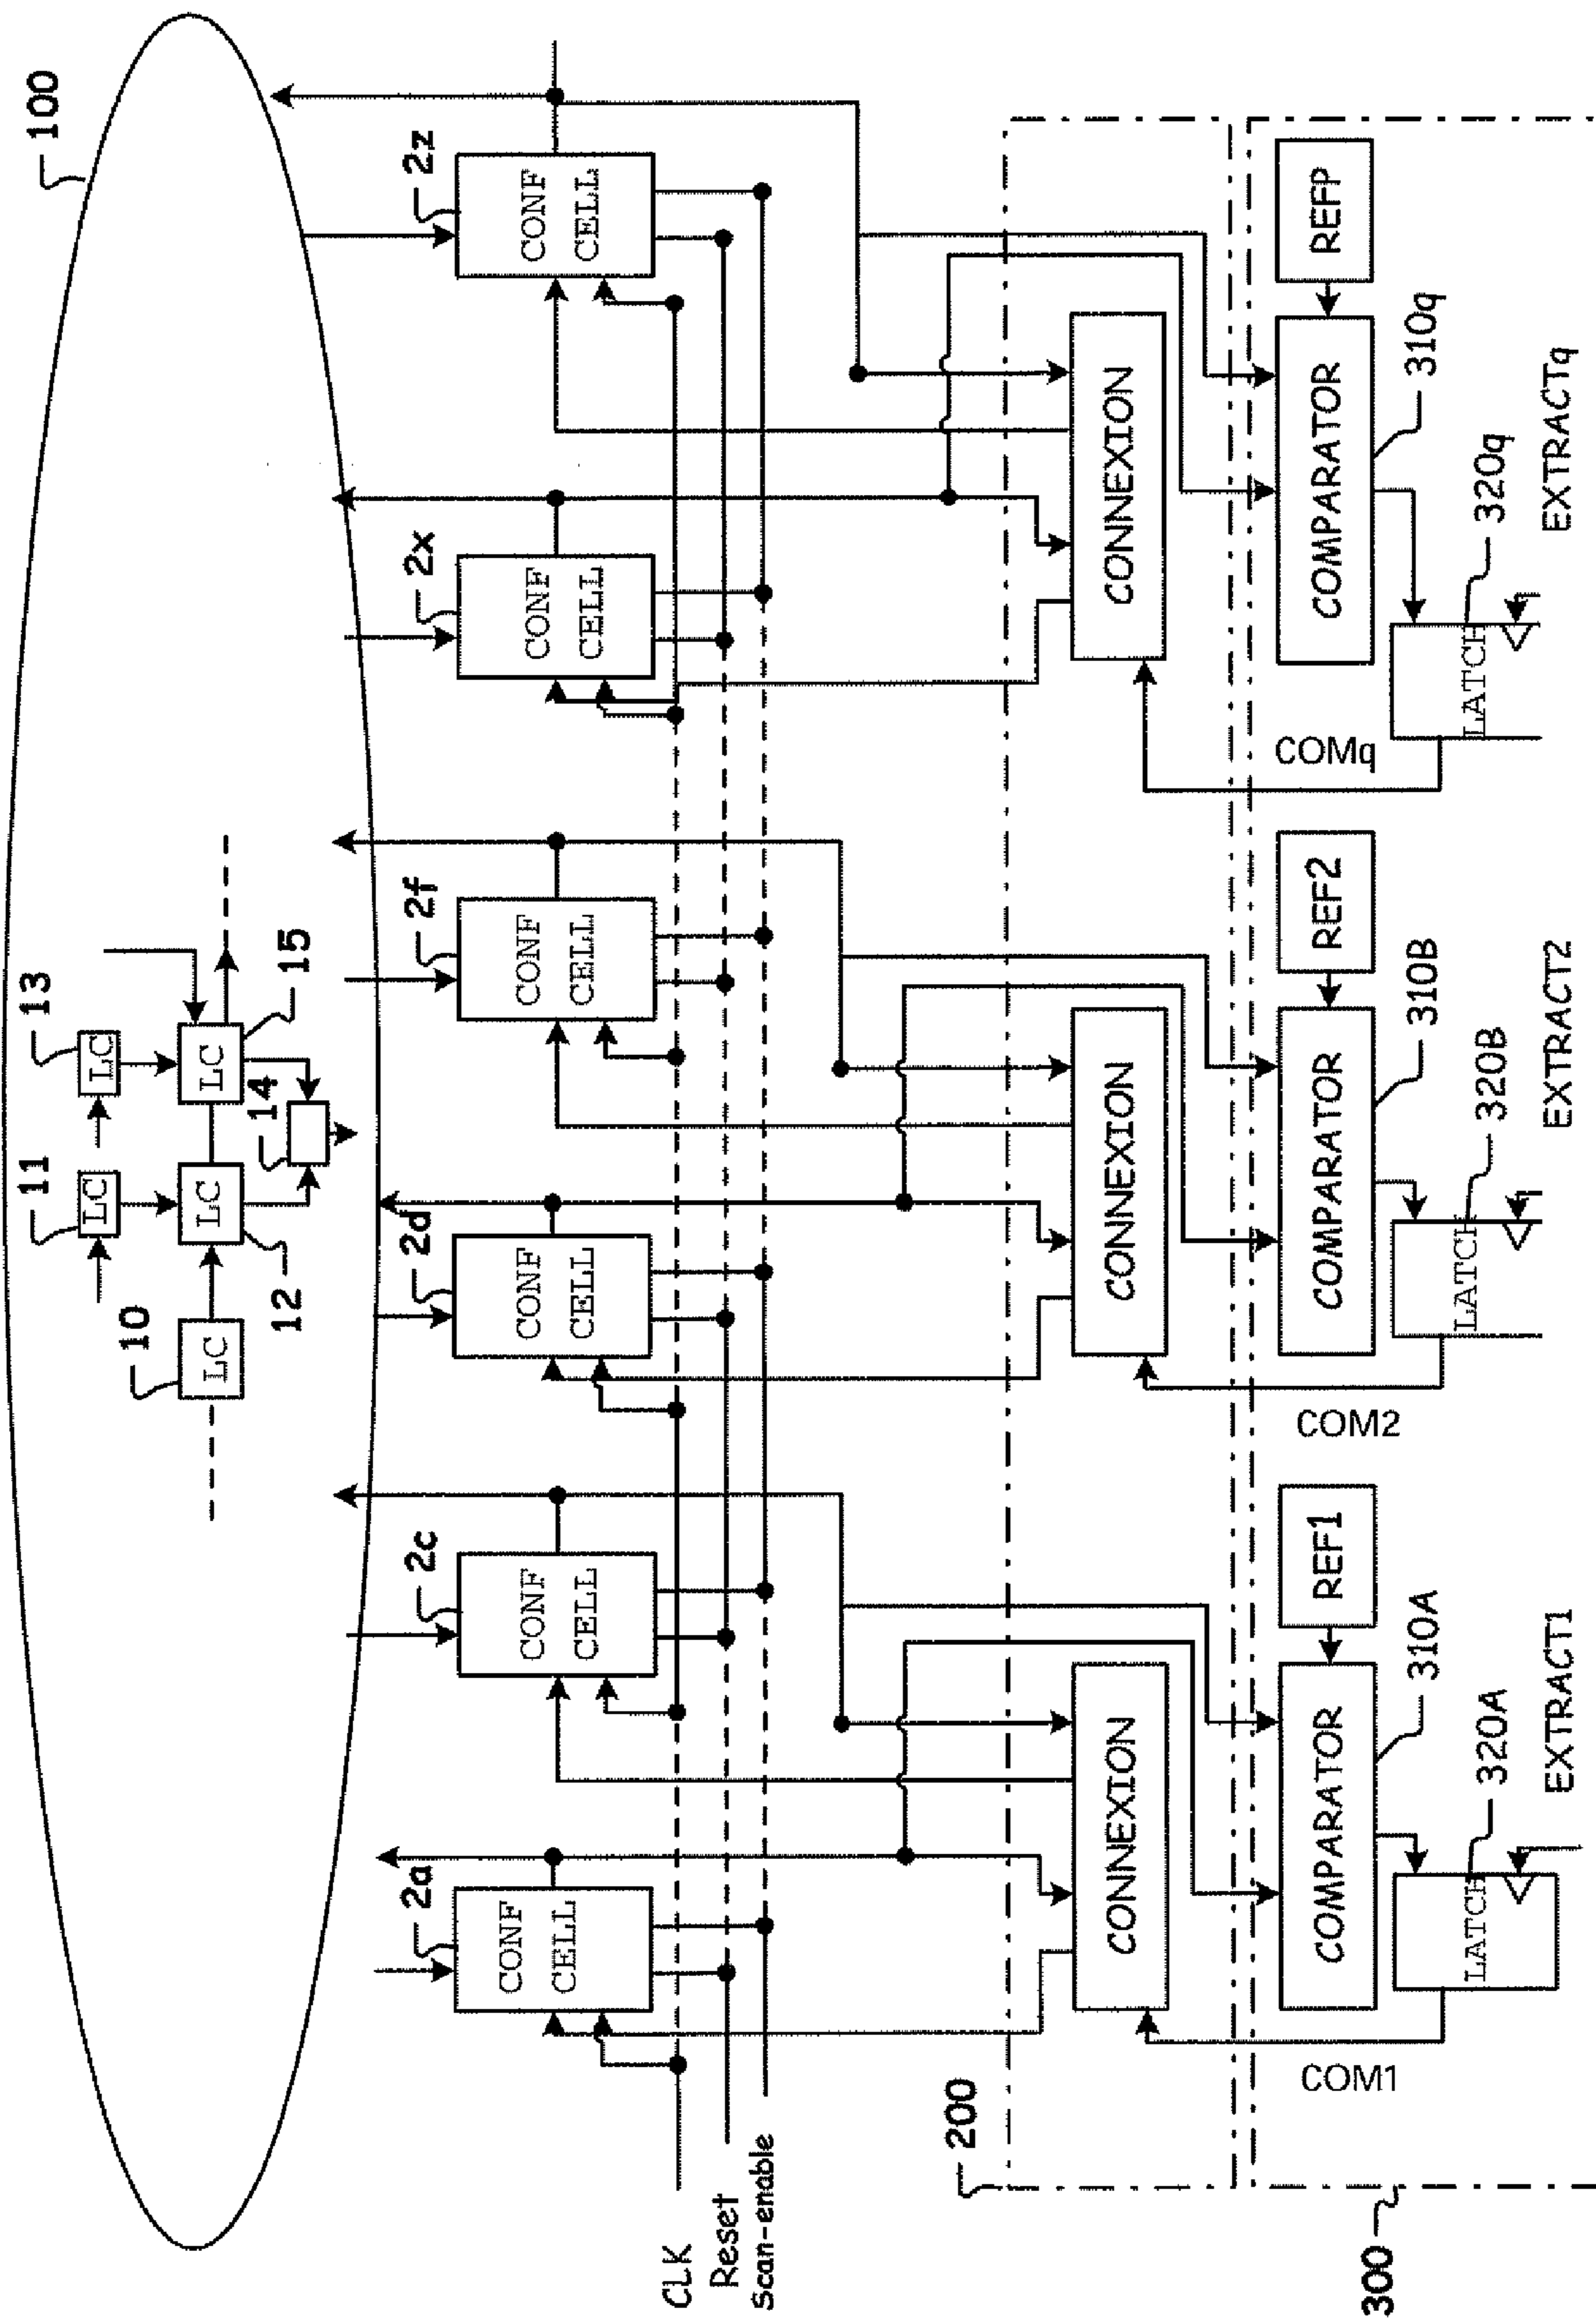 100
11
13
LC
LC
10
LC
LC
LC
12
14
15
2a
2c
2d
2f
2x
2z
CONF
CELL
CONF
CELL
CONF
CELL
CONF
CELL
CONF
CELL
CONF
CELL
CLK
Reset
Scan-enable
200
CONNEXION
CONNEXION
CONNEXION
COM1
COM2
COMq
300
COMPARATOR
REF1
COMPARATOR
REF2
COMPARATOR
REFP
310A
310B
310q
LATCH
320A
LATCH
320B
LATCH
320q
EXTRACT1
EXTRACT2
EXTRACTq